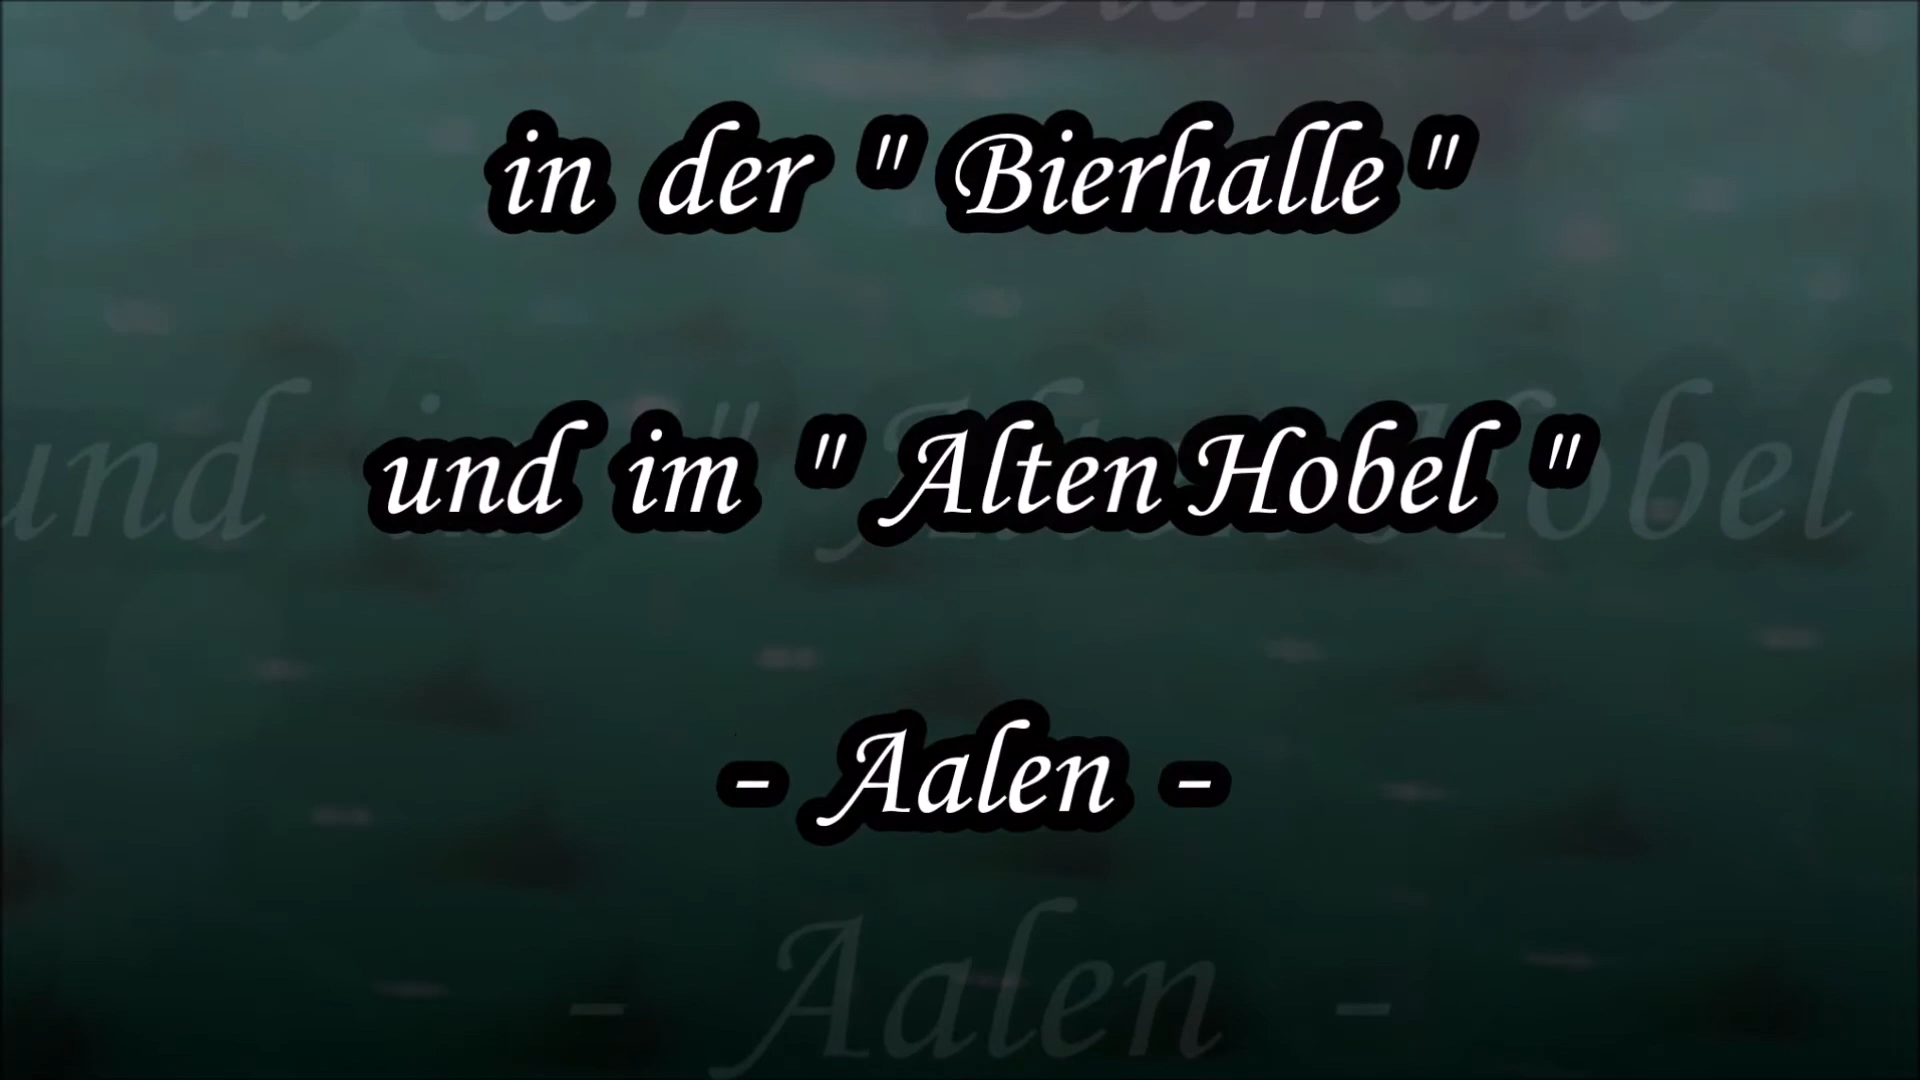 in der " Bierhalle "
und im " Alten Hobel "
- Aalen -